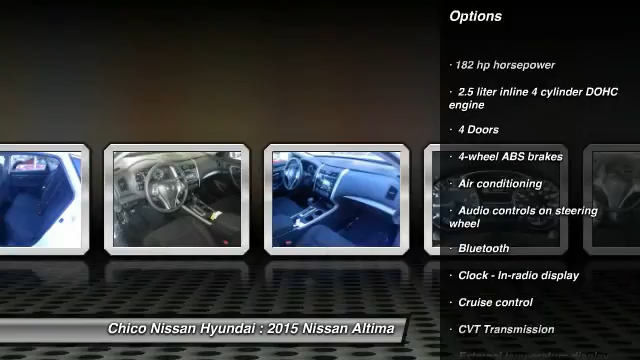 Options
· 182 hp horsepower
· 2.5 liter inline 4 cylinder DOHC
engine
· 4 Doors
· 4-wheel ABS brakes
· Air conditioning
· Audio controls on steering
wheel
· Bluetooth
· Clock - In-radio display
· Cruise control
· CVT Transmission
Chico Nissan Hyundai : 2015 Nissan Altima